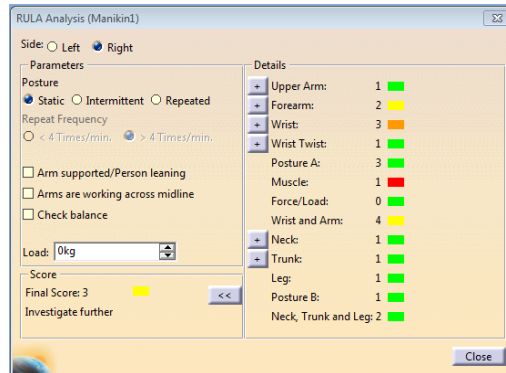 RULA Analysis (Manikin1)
Side: Left Right
Parameters
Posture
Static Intermittent Repeated
Repeat Frequency
< 4 Times/min. > 4 Times/min.
Arm supported/Person leaning
Arms are working across midline
Check balance
Load: 0kg
Score
Final Score: 3
<<
Investigate further
Details
+ Upper Arm: 1
+ Forearm: 2
+ Wrist: 3
+ Wrist Twist: 1
Posture A: 3
Muscle: 1
Force/Load: 0
Wrist and Arm: 4
+ Neck: 1
+ Trunk: 1
Leg: 1
Posture B: 1
Neck, Trunk and Leg: 2
Close